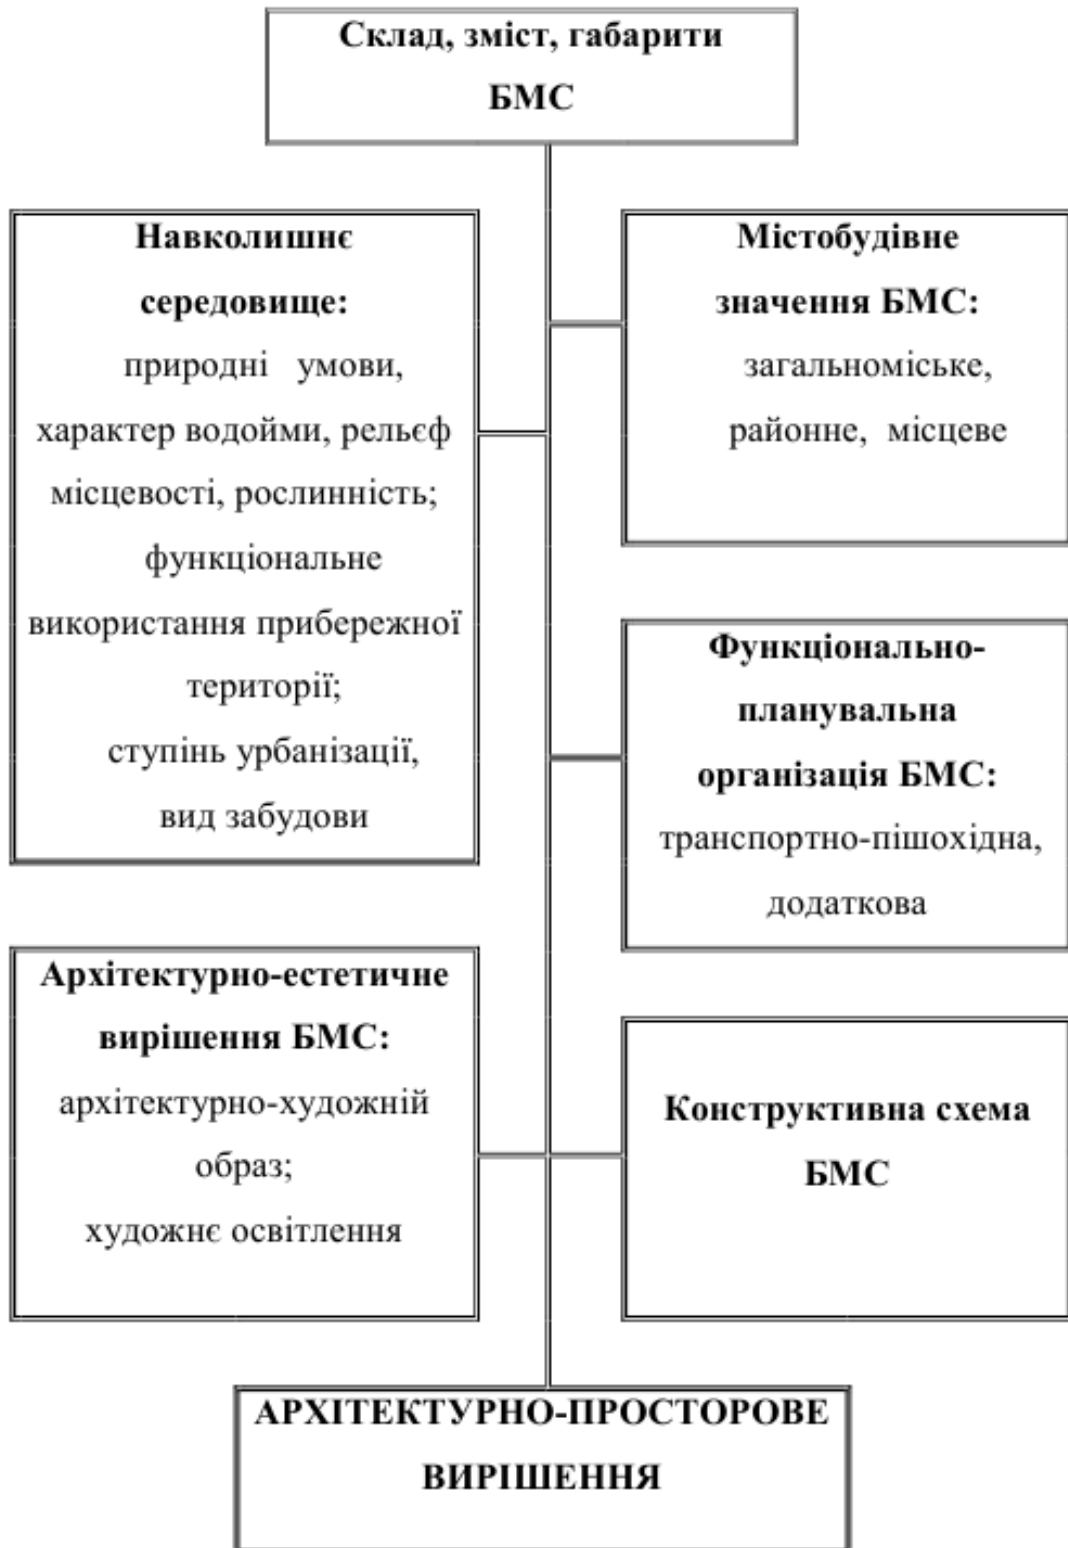 Склад, зміст, габарити
БМС
Навколишнє
середовище:
природні умови,
характер водойми, рельєф
місцевості, рослинність;
функціональне
використання прибережної
території;
ступінь урбанізації,
вид забудови
Містобудівне
значення БМС:
загальноміське,
районне, місцеве
Функціонально-
планувальна
організація БМС:
транспортно-пішохідна,
додаткова
Архітектурно-естетичне
вирішення БМС:
архітектурно-художній
образ;
художнє освітлення
Конструктивна схема
БМС
АРХІТЕКТУРНО-ПРОСТОРОВЕ
ВИРІШЕННЯ